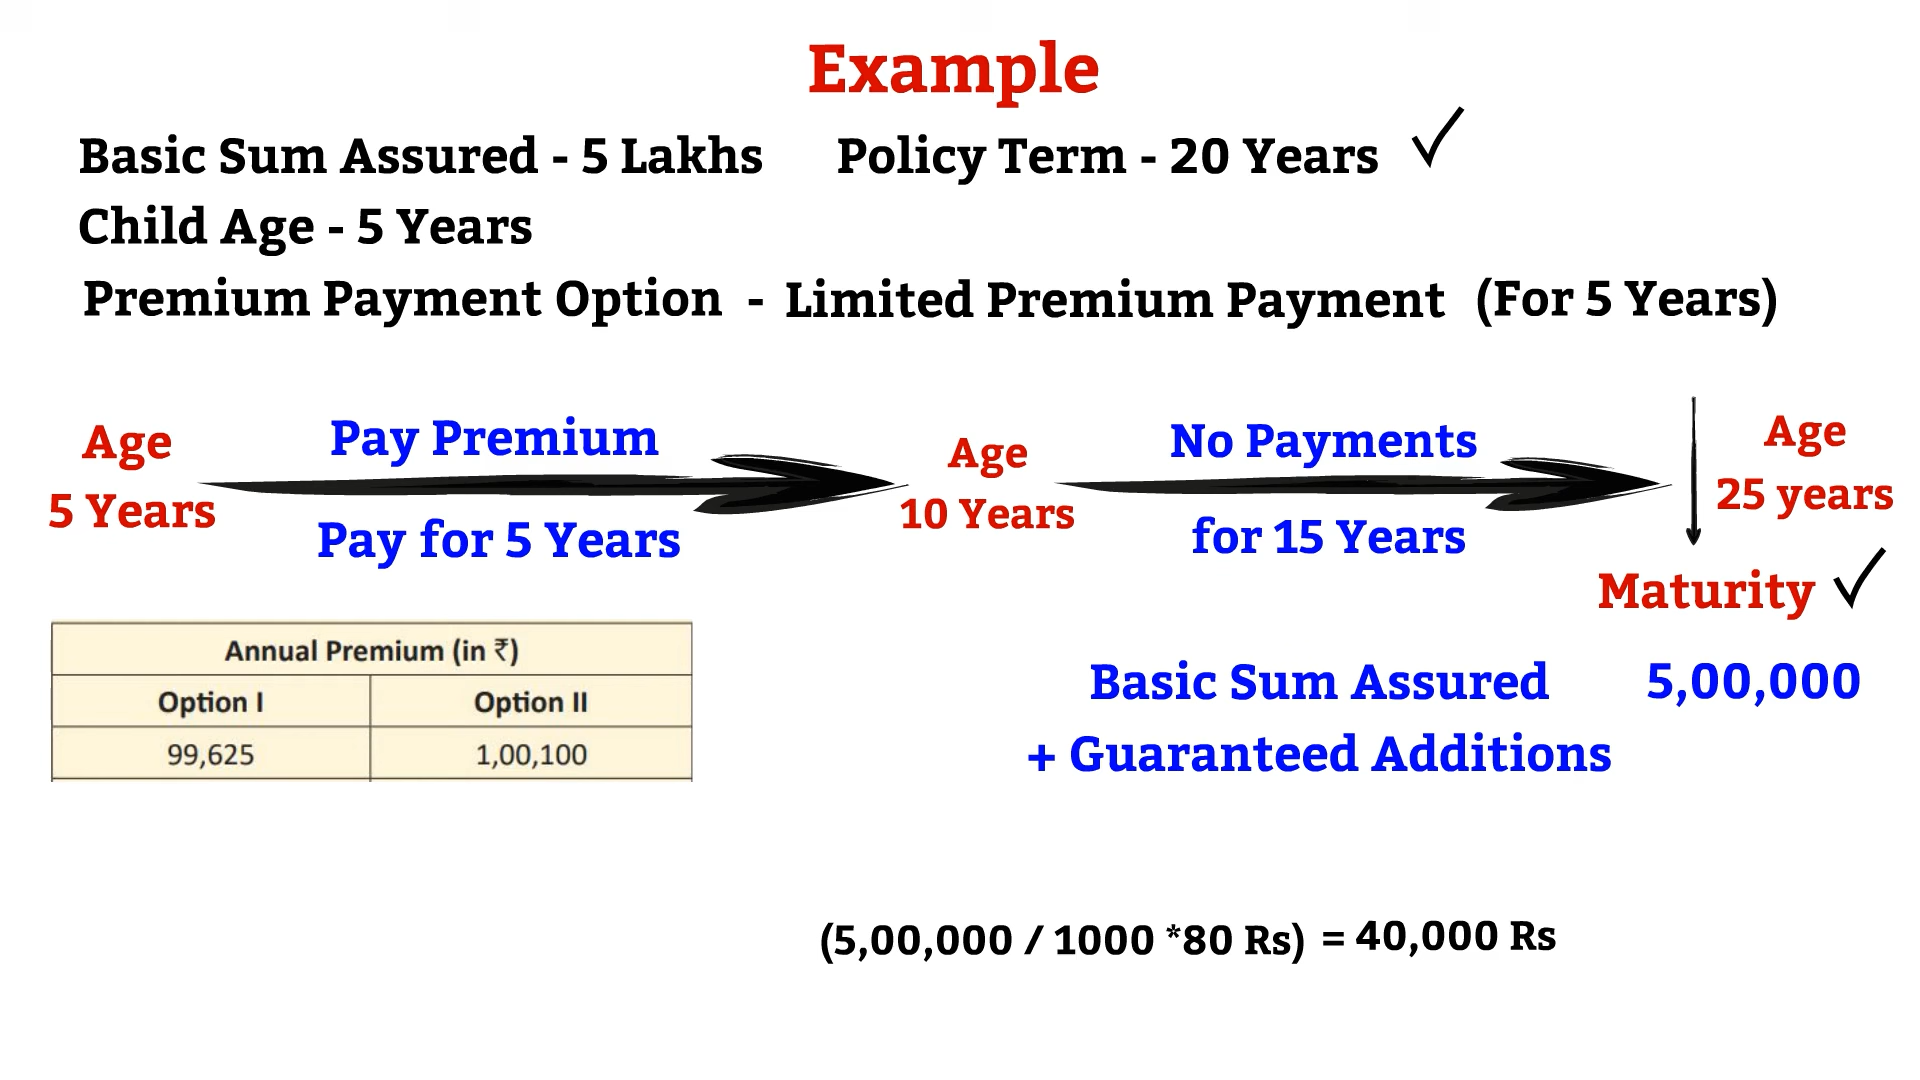 Example
Basic Sum Assured - 5 Lakhs Policy Term - 20 Years
Child Age - 5 Years
Premium Payment Option - Limited Premium Payment (For 5 Years)
Age
5 Years
Pay Premium
Pay for 5 Years
Age
10 Years
No Payments
for 15 Years
Age
25 years
Maturity
Annual Premium (in ₹)
Option I Option II
99,625 1,00,100
Basic Sum Assured 5,00,000
+ Guaranteed Additions
(5,00,000 / 1000 *80 Rs) = 40,000 Rs